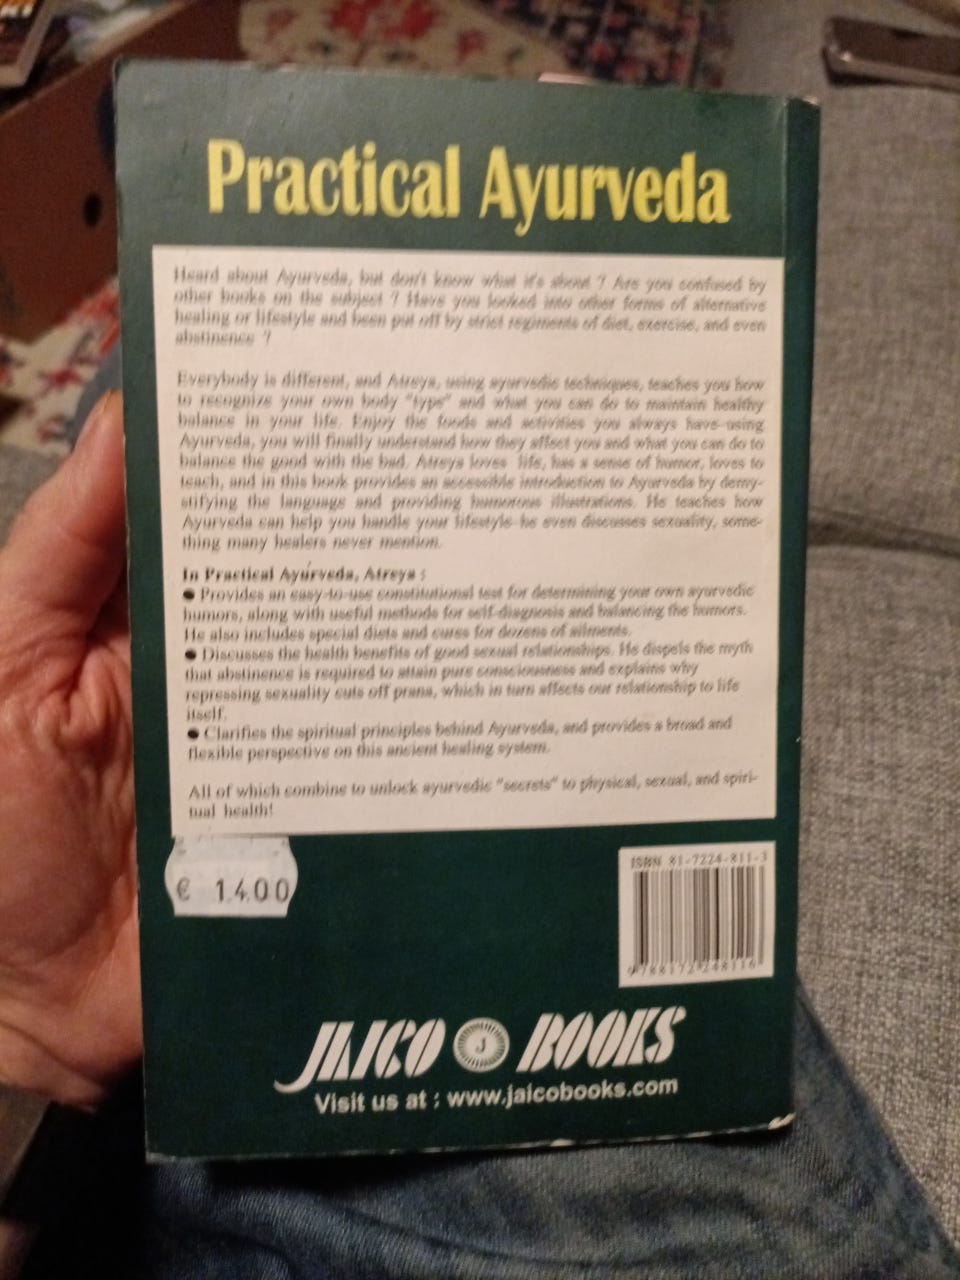 Practical Ayurveda
Heard about Ayurveda, but don't know what it's about ? Are you confused by
other books on the subject ? Have you looked into other forms of alternative
healing or lifestyle and been put off by strict regiments of diet, exercise, and even
abstinence ?
Everybody is different, and Atreya, using ayurvedic techniques, teaches you how
to recognize your own body "type" and what you can do to maintain healthy
balance in your life. Enjoy the foods and activities you always have-using
Ayurveda, you will finally understand how they affect you and what you can do to
balance the good with the bad. Atreya loves life, has a sense of humor, loves to
teach, and in this book provides an accessible introduction to Ayurveda by demy-
stifying the language and providing humorous illustrations. He teaches how
Ayurveda can help you handle your lifestyle-he even discusses sexuality, some-
thing many healers never mention.
In Practical Ayurveda, Atreya :
● Provides an easy-to-use constitutional test for determining your own ayurvedic
humors, along with useful methods for self-diagnosis and balancing the humors.
He also includes special diets and cures for dozens of ailments.
● Discusses the health benefits of good sexual relationships. He dispels the myth
that abstinence is required to attain pure consciousness and explains why
repressing sexuality cuts off prana, which in turn affects our relationship to life
itself.
● Clarifies the spiritual principles behind Ayurveda, and provides a broad and
flexible perspective on this ancient healing system.
All of which combine to unlock ayurvedic "secrets" to physical, sexual, and spiri-
tual health!
€ 14.00
ISBN 81-7224-811-3
9788172248116
JAICO J BOOKS
Visit us at : www.jaicobooks.com